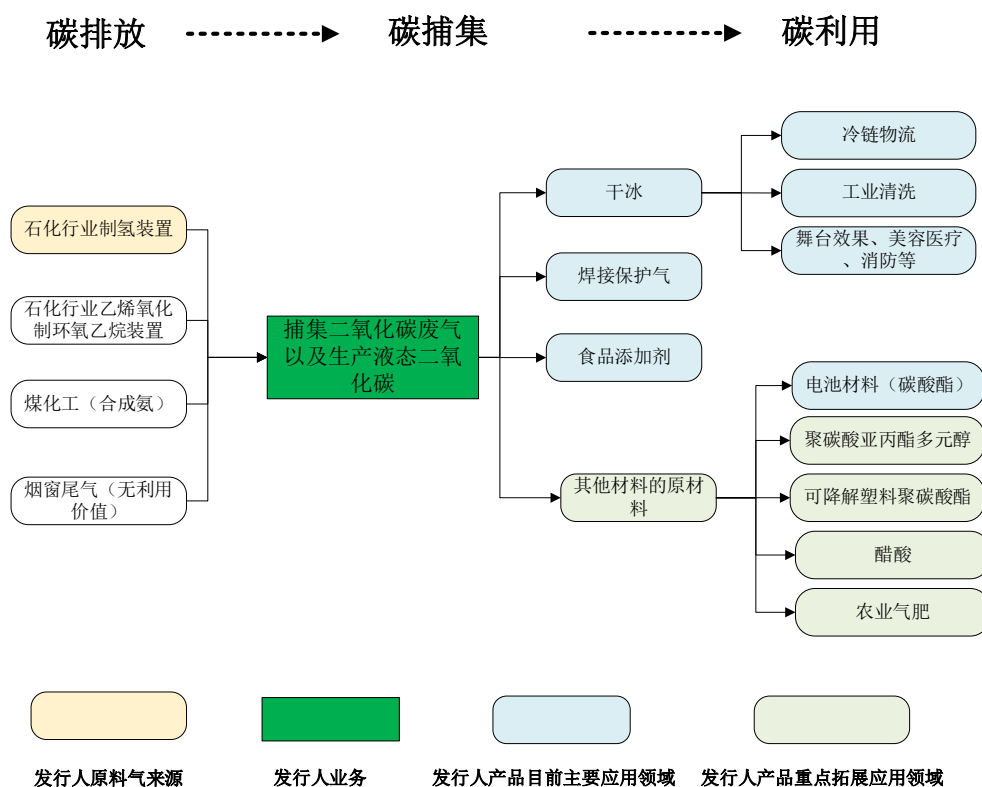 碳排放
碳捕集
碳利用
石化行业制氢装置
石化行业乙烯氧化
制环氧乙烷装置
煤化工（合成氨）
烟窗尾气（无利用
价值）
捕集二氧化碳废气
以及生产液态二氧
化碳
干冰
焊接保护气
食品添加剂
其他材料的原材
料
冷链物流
工业清洗
舞台效果、美容医疗
、消防等
电池材料（碳酸酯）
聚碳酸亚丙酯多元醇
可降解塑料聚碳酸酯
醋酸
农业气肥
发行人原料气来源
发行人业务
发行人产品目前主要应用领域
发行人产品重点拓展应用领域